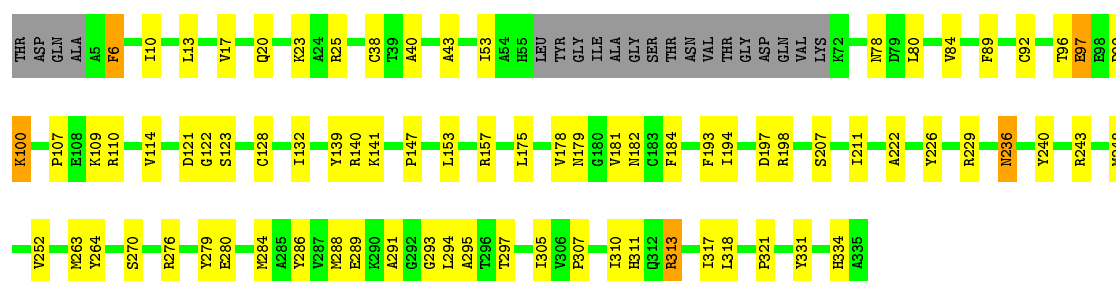 THR ASP GLN ALA A5 F6 I10 L13 V17 Q20 K23 A24 R25 C38 T39 A40 A43 I53 A54 H55 LEU TYR GLY ILE ALA GLY SER THR ASN VAL THR GLY ASP GLN VAL LYS K72 N78 D79 L80 V84 F89 C92 T96 E97 E98
K100 P107 E108 K109 R110 V114 D121 G122 S123 C128 I132 Y139 R140 K141 P147 L153 R157 L175 V178 N179 G180 V181 N182 C183 F184 F193 I194 D197 R198 S207 I211 A222 Y226 R229 N236 Y240 R243
V252 M263 Y264 S270 R276 Y279 E280 M284 A285 Y286 V287 M288 E289 K290 A291 G292 G293 L294 A295 T296 T297 I305 V306 P307 I310 H311 Q312 R313 I317 L318 P321 Y331 H334 A335